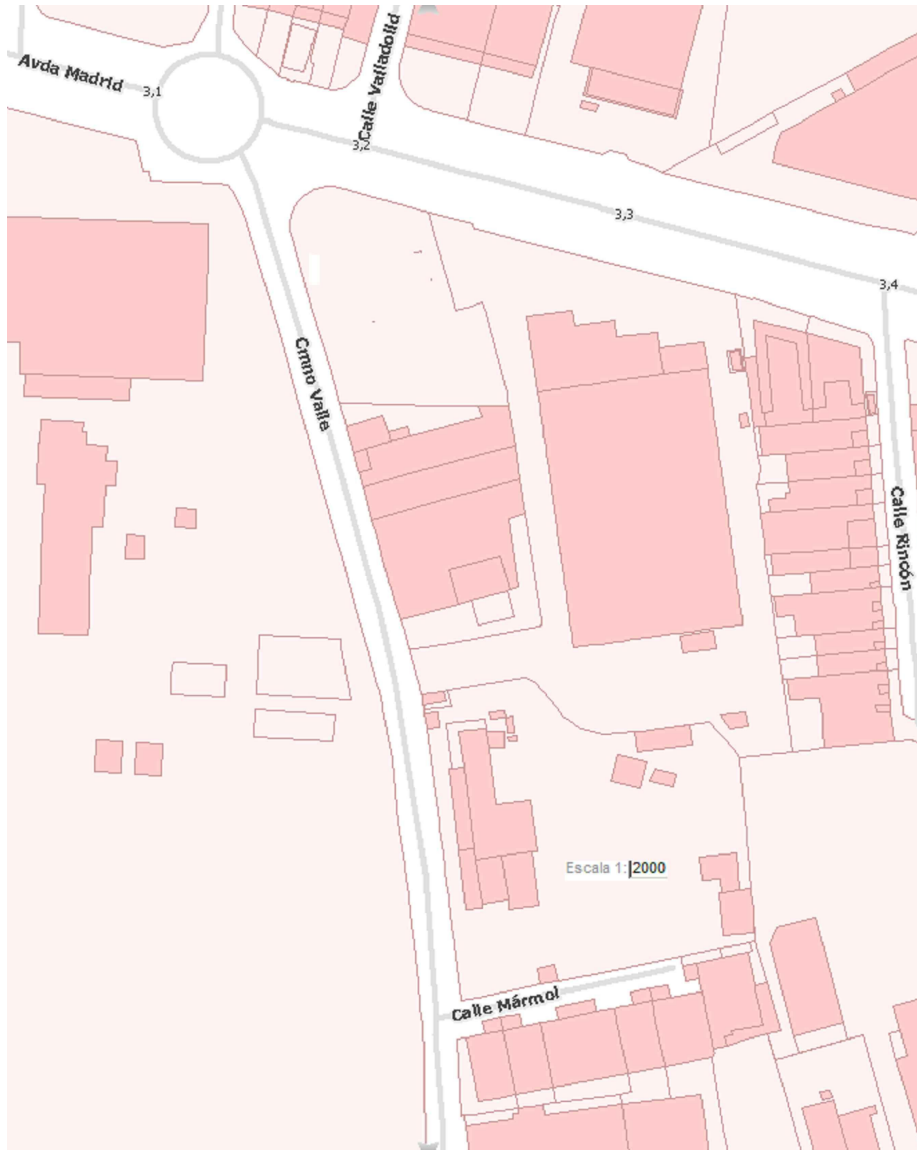 Calle Valladolid
Avda Madrid
3,1
3,2
3,3
3,4
Cmno Valle
Calle Rincón
Escala 1: 2000
Calle Mármol